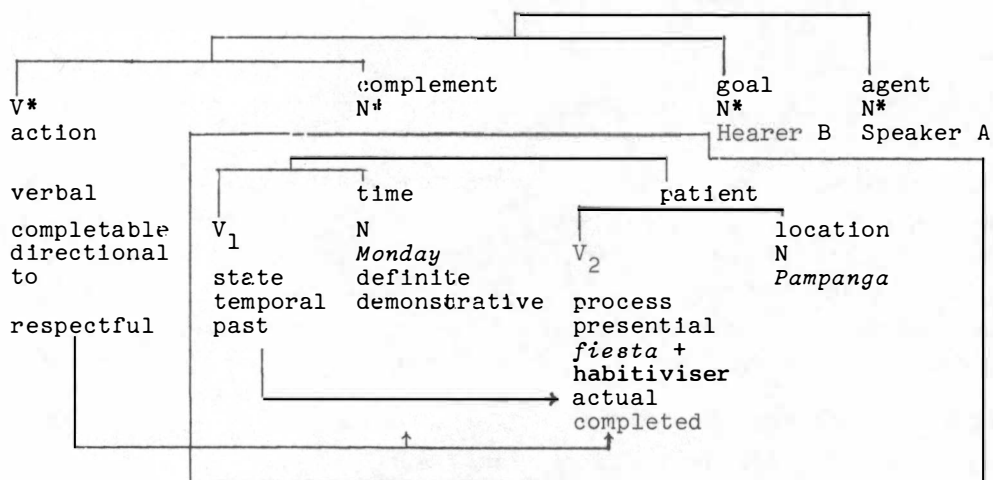 complement goal agent
V* N* N* N*
action Hearer B Speaker A
verbal time patient
completable V1 N location
directional Monday V2 N
to state definite Pampanga
temporal demonstrative process
respectful past presential
fiesta +
habitiviser
actual
completed